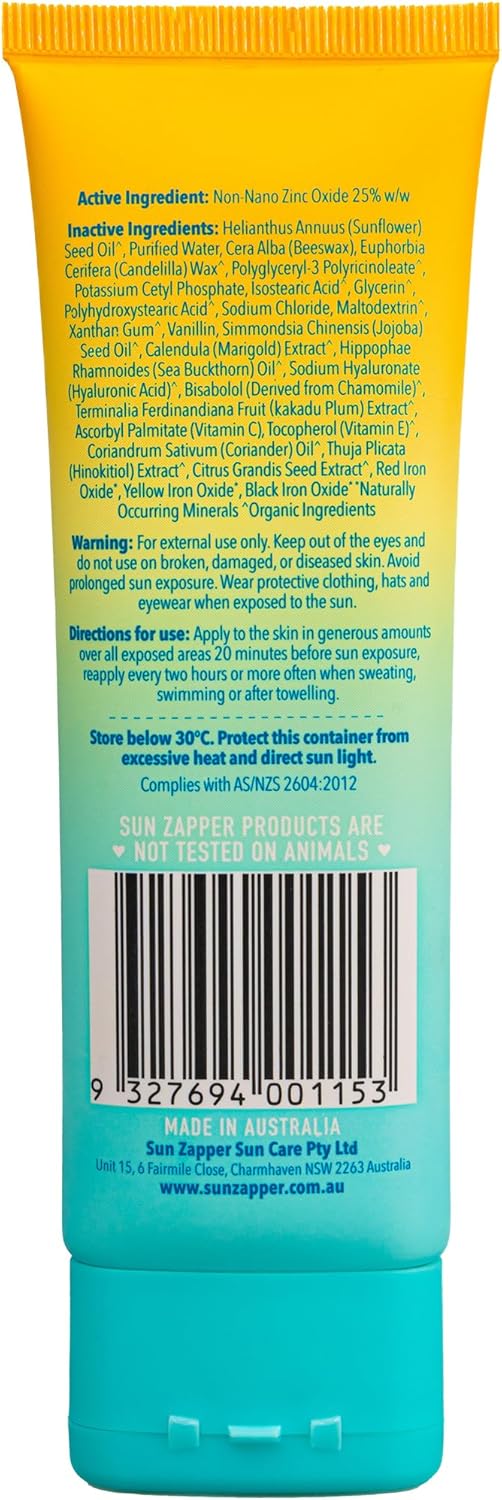 Active Ingredient: Non-Nano Zinc Oxide 25% w/w
Inactive Ingredients: Helianthus Annuus (Sunflower)
Seed Oil^, Purified Water, Cera Alba (Beeswax), Euphorbia
Cerifera (Candelilla) Wax^, Polyglyceryl-3 Polyricinoleate^,
Potassium Cetyl Phosphate, Isostearic Acid^, Glycerin^,
Polyhydroxystearic Acid^, Sodium Chloride, Maltodextrin^,
Xanthan Gum^, Vanillin, Simmondsia Chinensis (Jojoba)
Seed Oil^, Calendula (Marigold) Extract^, Hippophae
Rhamnoides (Sea Buckthorn) Oil^, Sodium Hyaluronate
(Hyaluronic Acid)^, Bisabolol (Derived from Chamomile)^,
Terminalia Ferdinandiana Fruit (kakadu Plum) Extract^,
Ascorbyl Palmitate (Vitamin C), Tocopherol (Vitamin E)^,
Coriandrum Sativum (Coriander) Oil^, Thuja Plicata
(Hinokitiol) Extract^, Citrus Grandis Seed Extract^, Red Iron
Oxide*, Yellow Iron Oxide*, Black Iron Oxide* *Naturally
Occurring Minerals ^Organic Ingredients
Warning: For external use only. Keep out of the eyes and
do not use on broken, damaged, or diseased skin. Avoid
prolonged sun exposure. Wear protective clothing, hats and
eyewear when exposed to the sun.
Directions for use: Apply to the skin in generous amounts
over all exposed areas 20 minutes before sun exposure,
reapply every two hours or more often when sweating,
swimming or after towelling.
Store below 30°C. Protect this container from
excessive heat and direct sun light.
Complies with AS/NZS 2604:2012
SUN ZAPPER PRODUCTS ARE
♥ NOT TESTED ON ANIMALS ♥
9 327694 001153
MADE IN AUSTRALIA
Sun Zapper Sun Care Pty Ltd
Unit 15, 6 Fairmile Close, Charmhaven NSW 2263 Australia
www.sunzapper.com.au